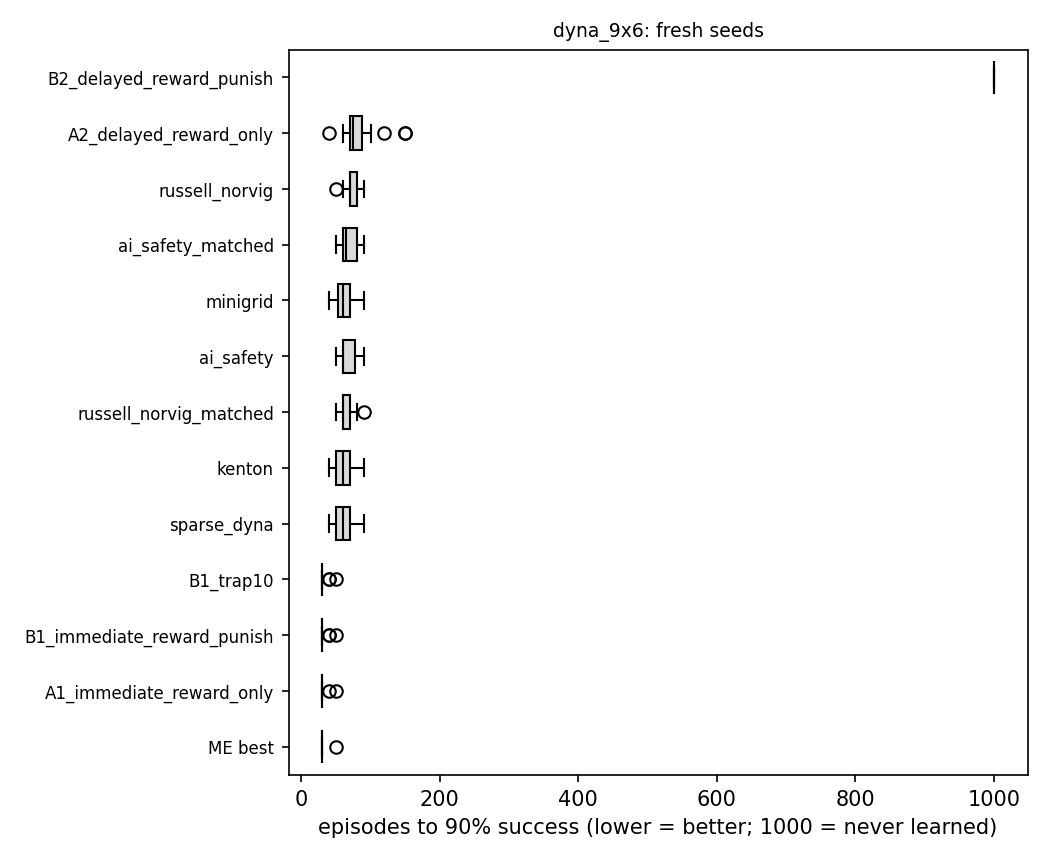 dyna_9x6: fresh seeds
B2_delayed_reward_punish
A2_delayed_reward_only
russell_norvig
ai_safety_matched
minigrid
ai_safety
russell_norvig_matched
kenton
sparse_dyna
B1_trap10
B1_immediate_reward_punish
A1_immediate_reward_only
ME best
0 200 400 600 800 1000
episodes to 90% success (lower = better; 1000 = never learned)